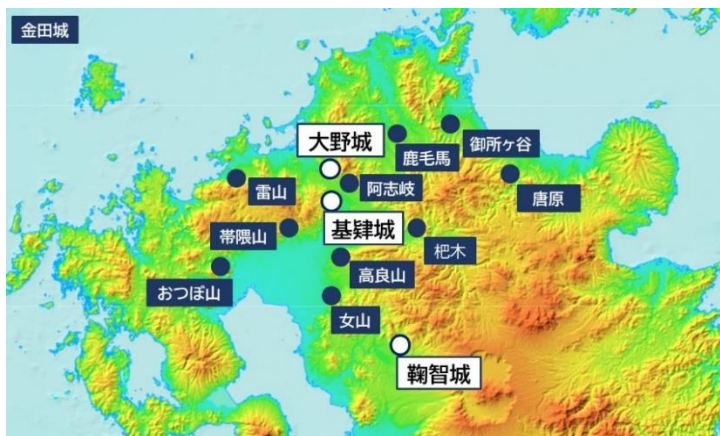 金田城
大野城
鹿毛馬
御所ヶ谷
雷山
阿志岐
唐原
帯隈山
基肄城
杷木
おつぼ山
高良山
女山
鞠智城